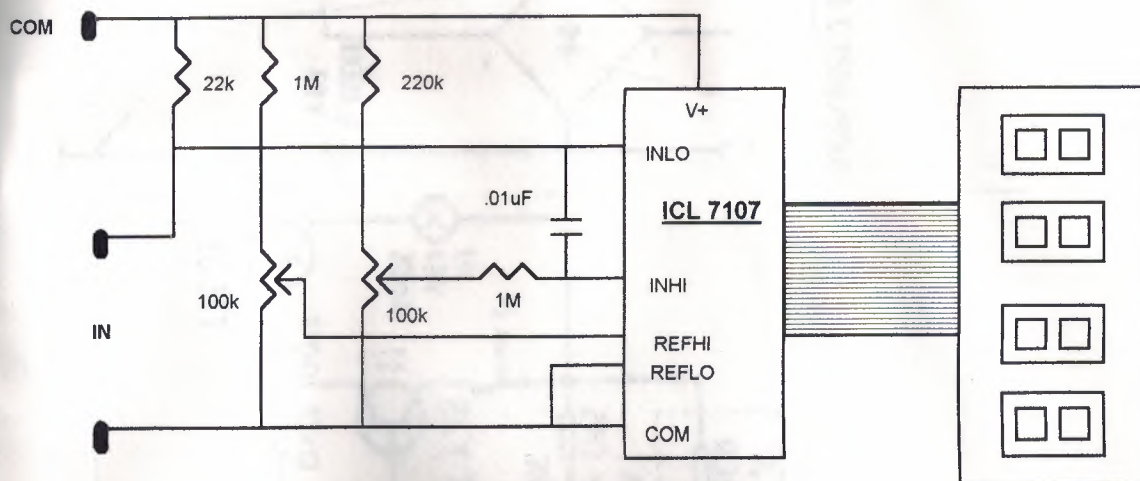 COM
22k
1M
220k
V+
INLO
.01uF
ICL 7107
INHI
1M
100k
100k
IN
REFHI
REFLO
COM